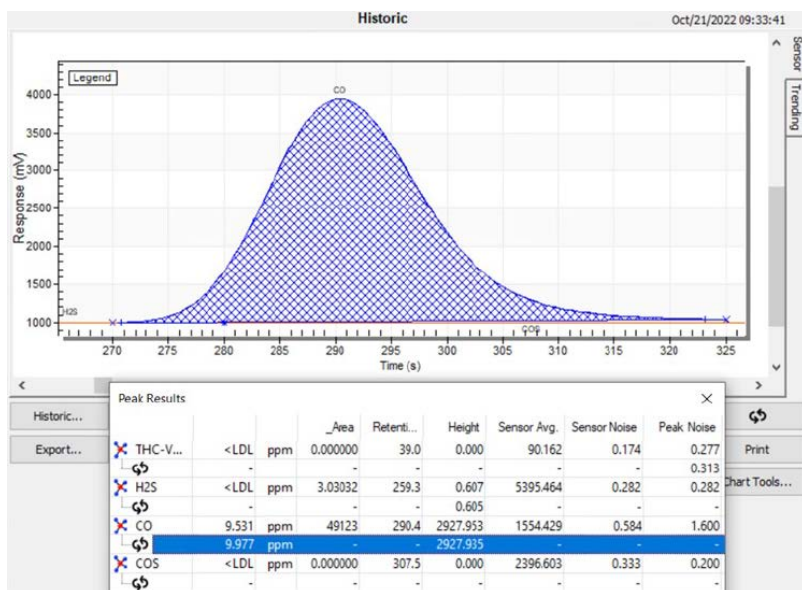 Historic
Oct/21/2022 09:33:41
Sensor
Trending
Legend
CO
4000
3500
3000
2500
2000
1500
1000
Response (mV)
H2S
COS
270 275 280 285 290 295 300 305 310 315 320 325
Time (s)
Historic...
Export...
Print
Chart Tools...
Peak Results
_Area Retenti... Height Sensor Avg. Sensor Noise Peak Noise
THC-V... <LDL ppm 0.000000 39.0 0.000 90.162 0.174 0.277
- - - - - 0.313
H2S <LDL ppm 3.03032 259.3 0.607 5395.464 0.282 0.282
- - - 0.605 - - -
CO 9.531 ppm 49123 290.4 2927.953 1554.429 0.584 1.600
9.977 ppm - - 2927.935 - - -
COS <LDL ppm 0.000000 307.5 0.000 2396.603 0.333 0.200
- - - - - - -